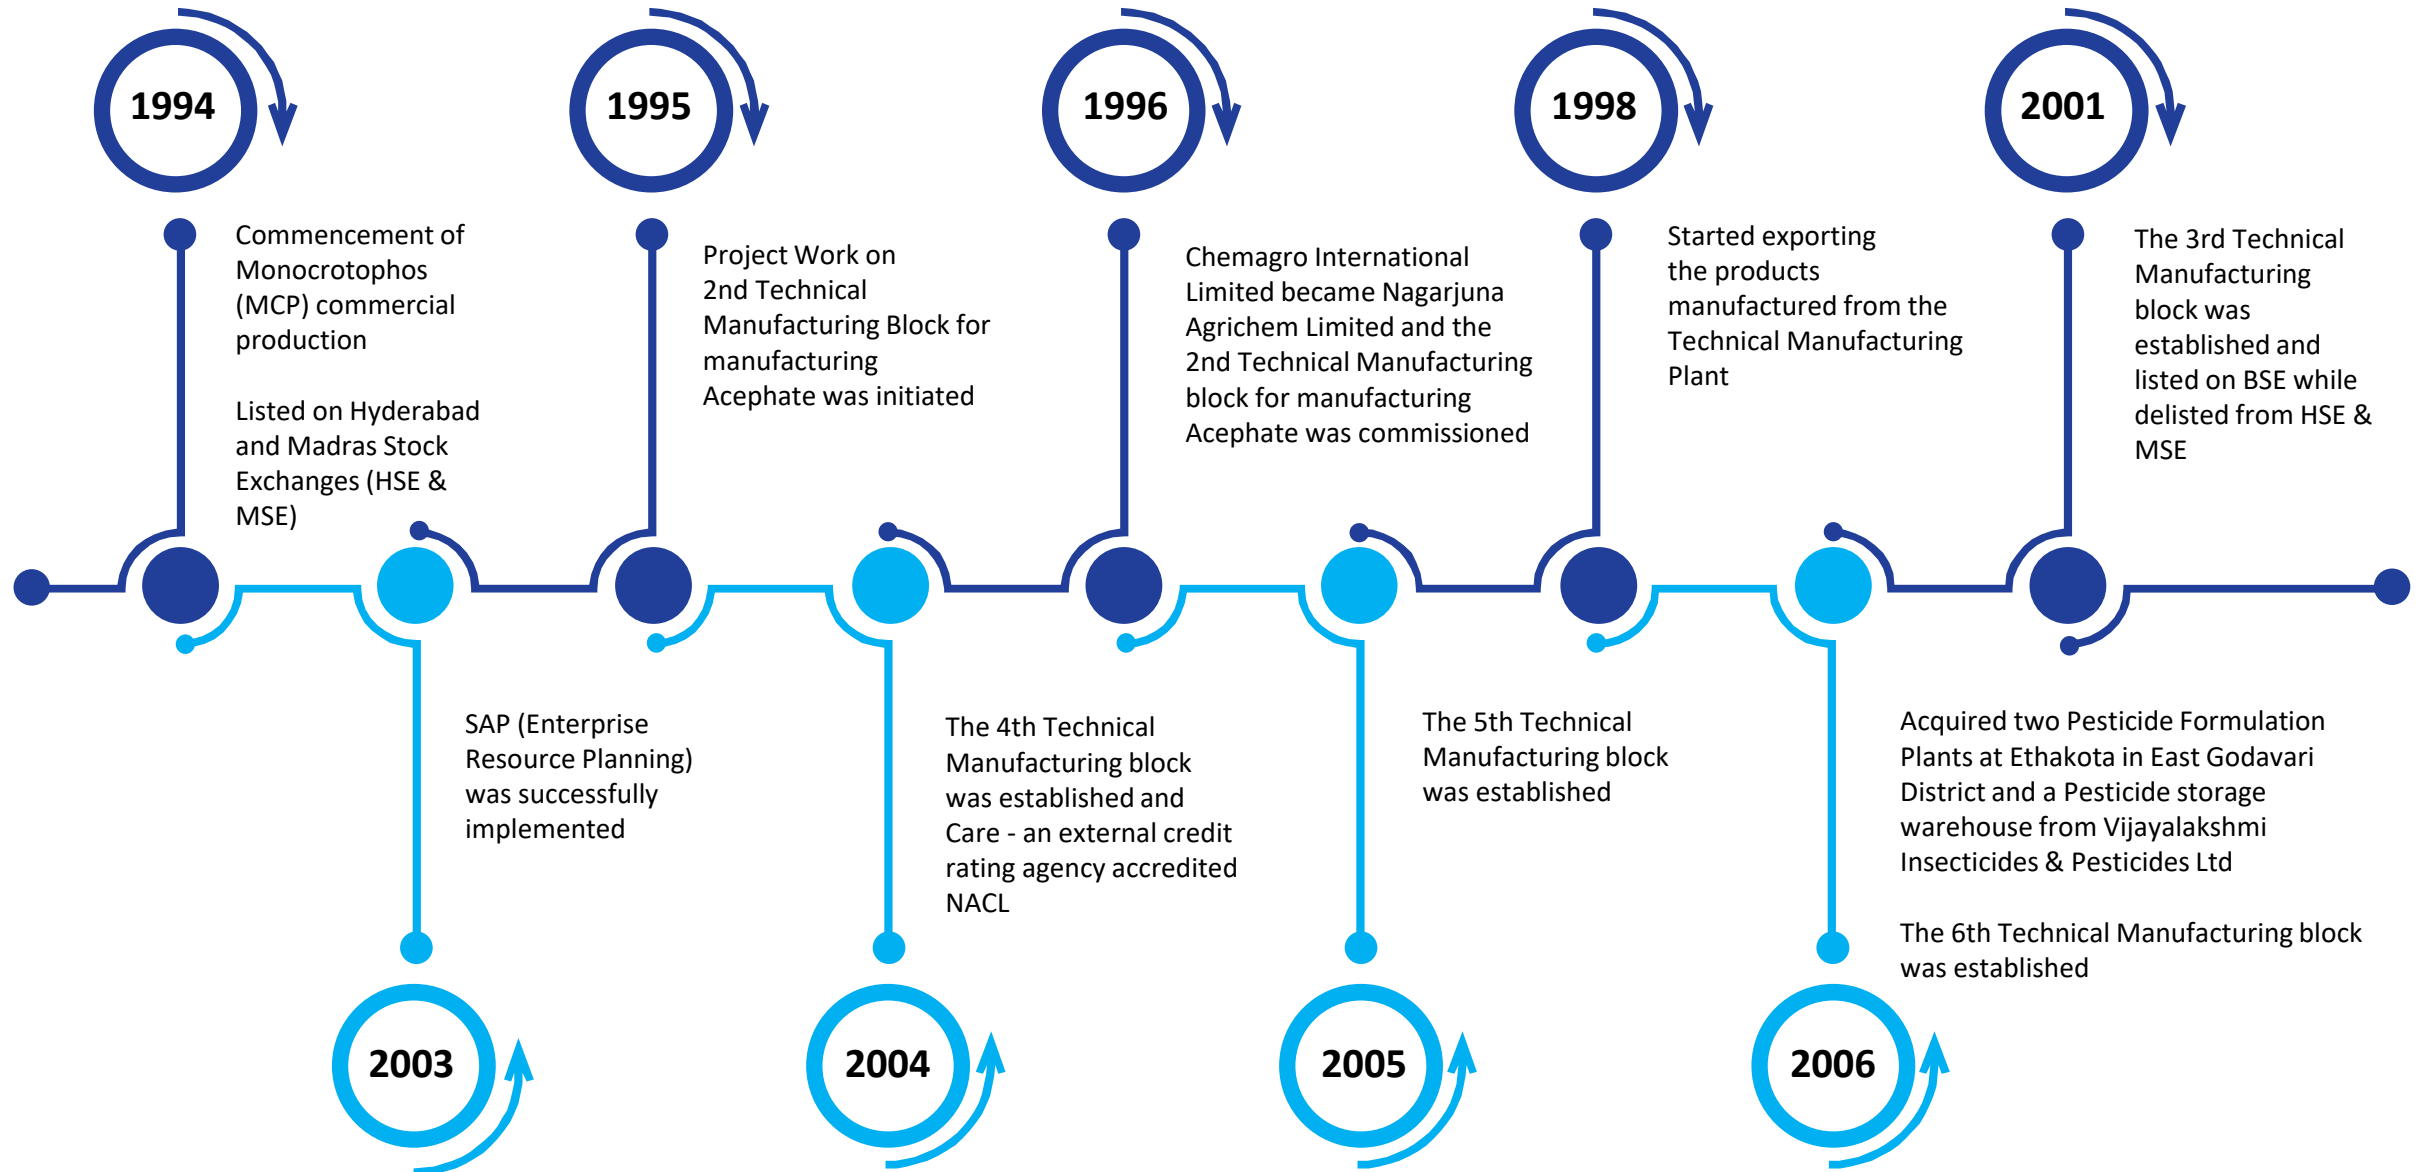 1994
Commencement of
Monocrotophos
(MCP) commercial
production
Listed on Hyderabad
and Madras Stock
Exchanges (HSE &
MSE)
1995
Project Work on
2nd Technical
Manufacturing Block for
manufacturing
Acephate was initiated
1996
Chemagro International
Limited became Nagarjuna
Agrichem Limited and the
2nd Technical Manufacturing
block for manufacturing
Acephate was commissioned
1998
Started exporting
the products
manufactured from the
Technical Manufacturing
Plant
2001
The 3rd Technical
Manufacturing
block was
established and
listed on BSE while
delisted from HSE &
MSE
SAP (Enterprise
Resource Planning)
was successfully
implemented
2003
The 4th Technical
Manufacturing block
was established and
Care - an external credit
rating agency accredited
NACL
2004
The 5th Technical
Manufacturing block
was established
2005
Acquired two Pesticide Formulation
Plants at Ethakota in East Godavari
District and a Pesticide storage
warehouse from Vijayalakshmi
Insecticides & Pesticides Ltd
The 6th Technical Manufacturing block
was established
2006